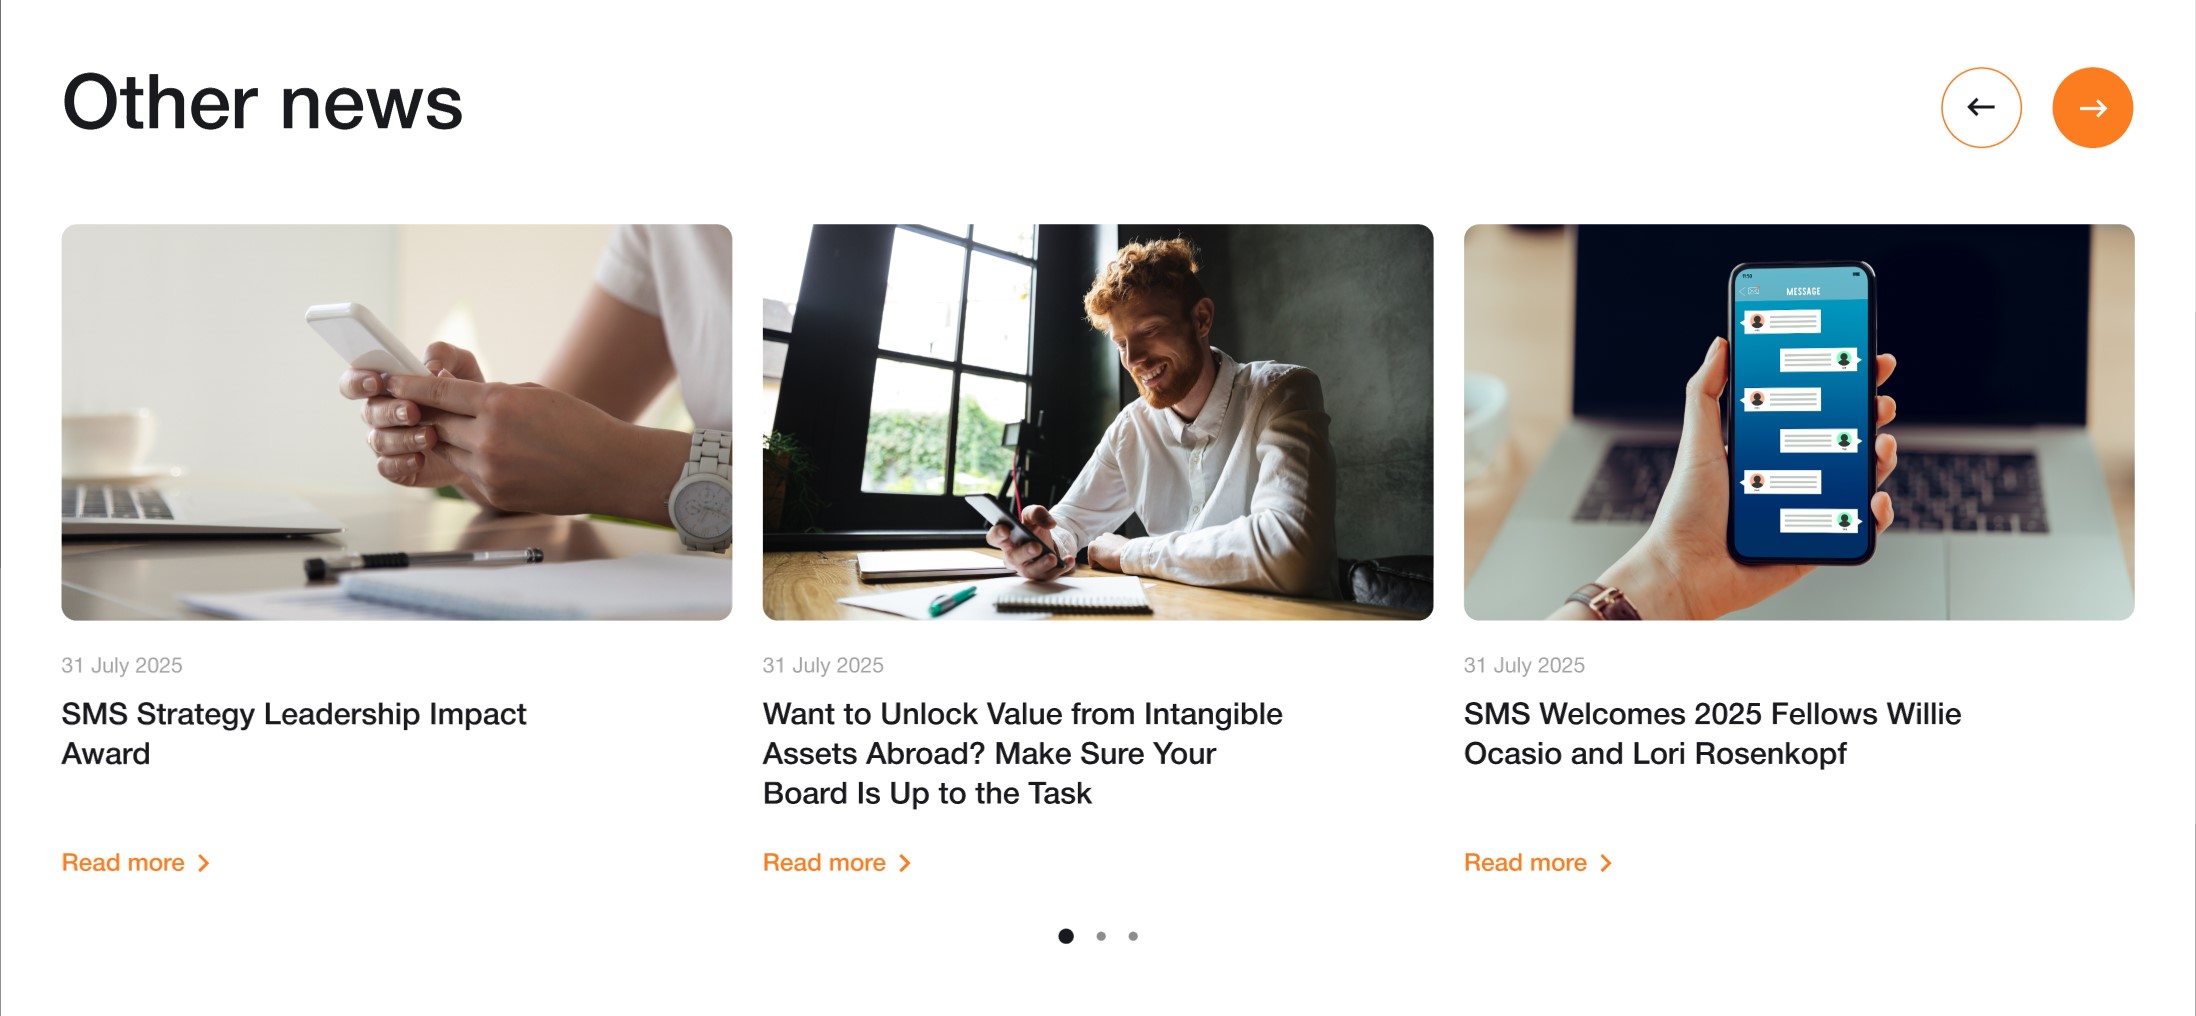 Other news
11:50
MESSAGE
31 July 2025
SMS Strategy Leadership Impact
Award
Read more
31 July 2025
Want to Unlock Value from Intangible
Assets Abroad? Make Sure Your
Board Is Up to the Task
Read more
31 July 2025
SMS Welcomes 2025 Fellows Willie
Ocasio and Lori Rosenkopf
Read more